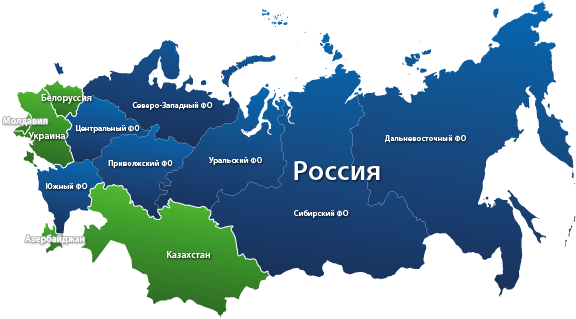 Белоруссия
Северо-Западный ФО
Молдавия
Центральный ФО
Украина
Дальневосточный ФО
Приволжский ФО
Уральский ФО
Россия
Южный ФО
Сибирский ФО
Азербайджан
Казахстан